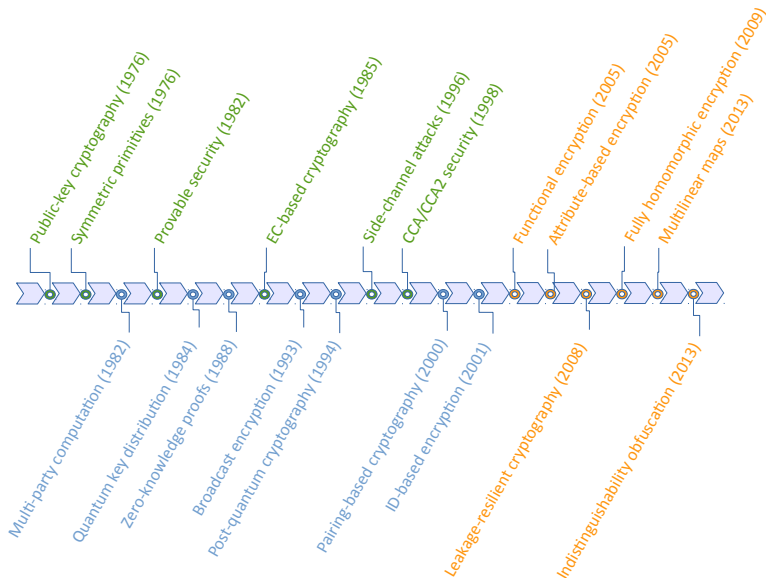 Public-key cryptography (1976)
Symmetric primitives (1976)
Provable security (1982)
EC-based cryptography (1985)
Side-channel attacks (1996)
CCA/CCA2 security (1998)
Functional encryption (2005)
Attribute-based encryption (2005)
Fully homomorphic encryption (2009)
Multilinear maps (2013)
Multi-party computation (1982)
Quantum key distribution (1984)
Zero-knowledge proofs (1988)
Broadcast encryption (1993)
Post-quantum cryptography (1994)
Pairing-based cryptography (2000)
ID-based encryption (2001)
Leakage-resilient cryptography (2008)
Indistinguishability obfuscation (2013)